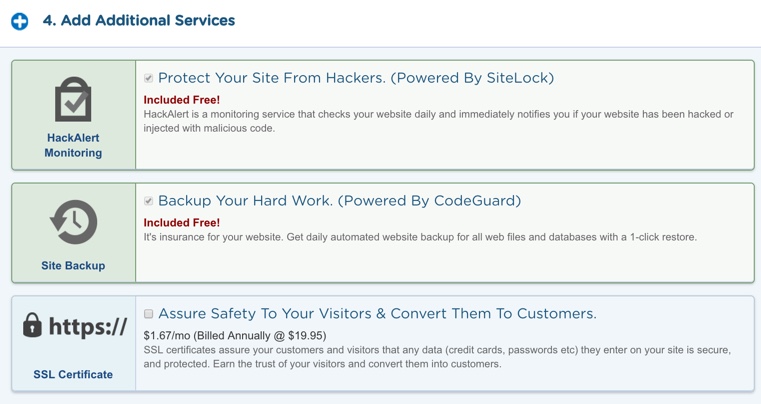 4. Add Additional Services
Protect Your Site From Hackers. (Powered By SiteLock)
Included Free!
HackAlert is a monitoring service that checks your website daily and immediately notifies you if your website has been hacked or
injected with malicious code.
HackAlert
Monitoring
Backup Your Hard Work. (Powered By CodeGuard)
Included Free!
It's insurance for your website. Get daily automated website backup for all web files and databases with a 1-click restore.
Site Backup
https://
SSL Certificate
Assure Safety To Your Visitors & Convert Them To Customers.
$1.67/mo (Billed Annually @ $19.95)
SSL certificates assure your customers and visitors that any data (credit cards, passwords etc) they enter on your site is secure,
and protected. Earn the trust of your visitors and convert them into customers.